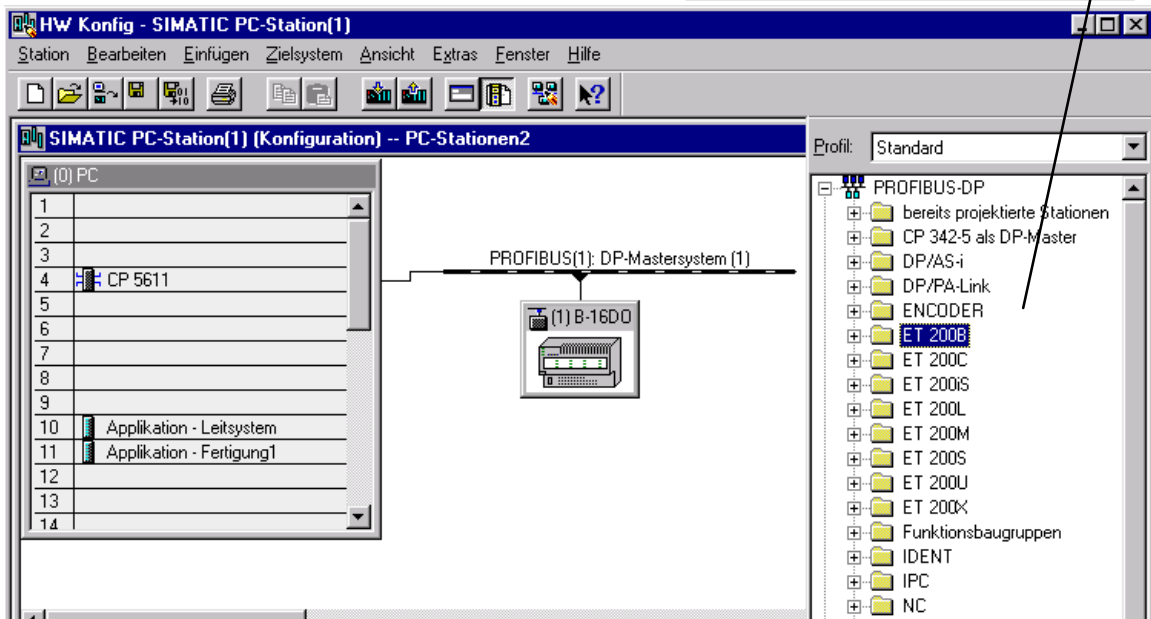 HW Konfig - SIMATIC PC-Station(1)
Station Bearbeiten Einfügen Zielsystem Ansicht Extras Fenster Hilfe
SIMATIC PC-Station(1) (Konfiguration) -- PC-Stationen2
(0) PC
1
2
3
4 CP 5611
5
6
7
8
9
10 Applikation - Leitsystem
11 Applikation - Fertigung1
12
13
14
PROFIBUS(1): DP-Mastersystem (1)
(1) B-16DO
Profil: Standard
PROFIBUS-DP
bereits projektierte Stationen
CP 342-5 als DP-Master
DP/AS-i
DP/PA-Link
ENCODER
ET 200B
ET 200C
ET 200iS
ET 200L
ET 200M
ET 200S
ET 200U
ET 200X
Funktionsbaugruppen
IDENT
IPC
NC